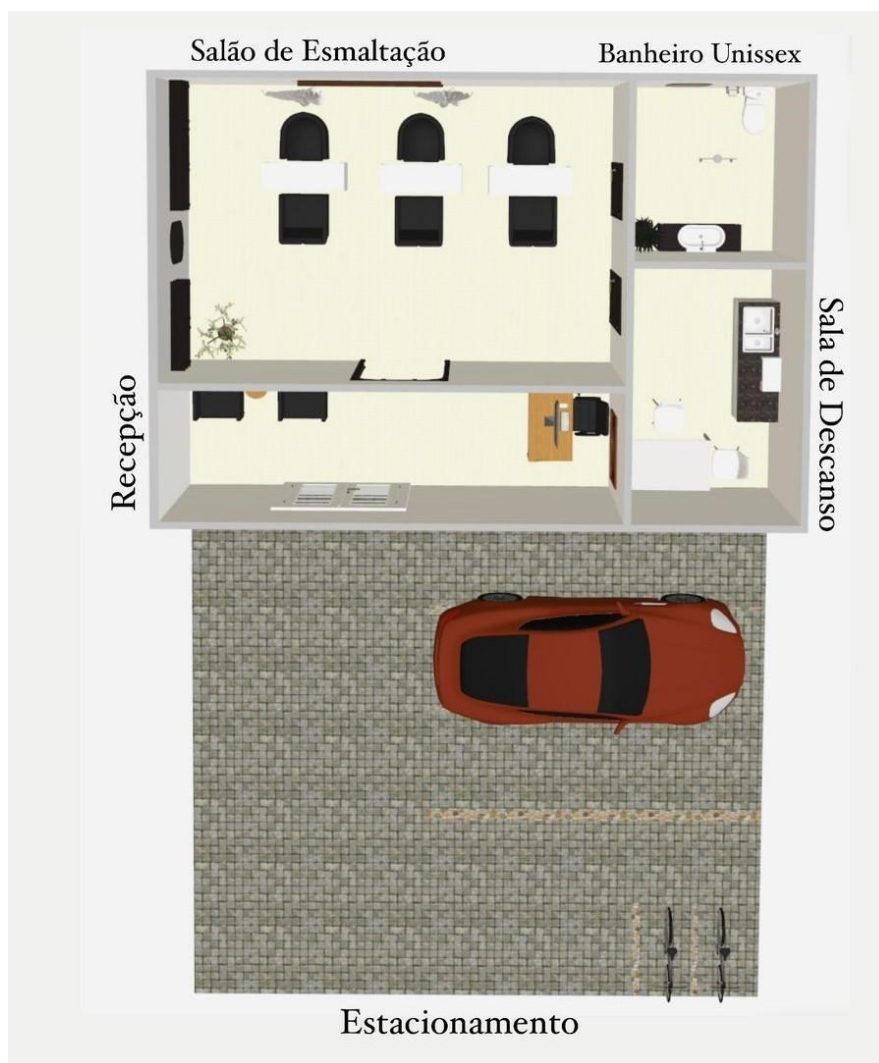 Salão de Esmaltação
Banheiro Unissex
Recepção
Sala de Descanso
Estacionamento